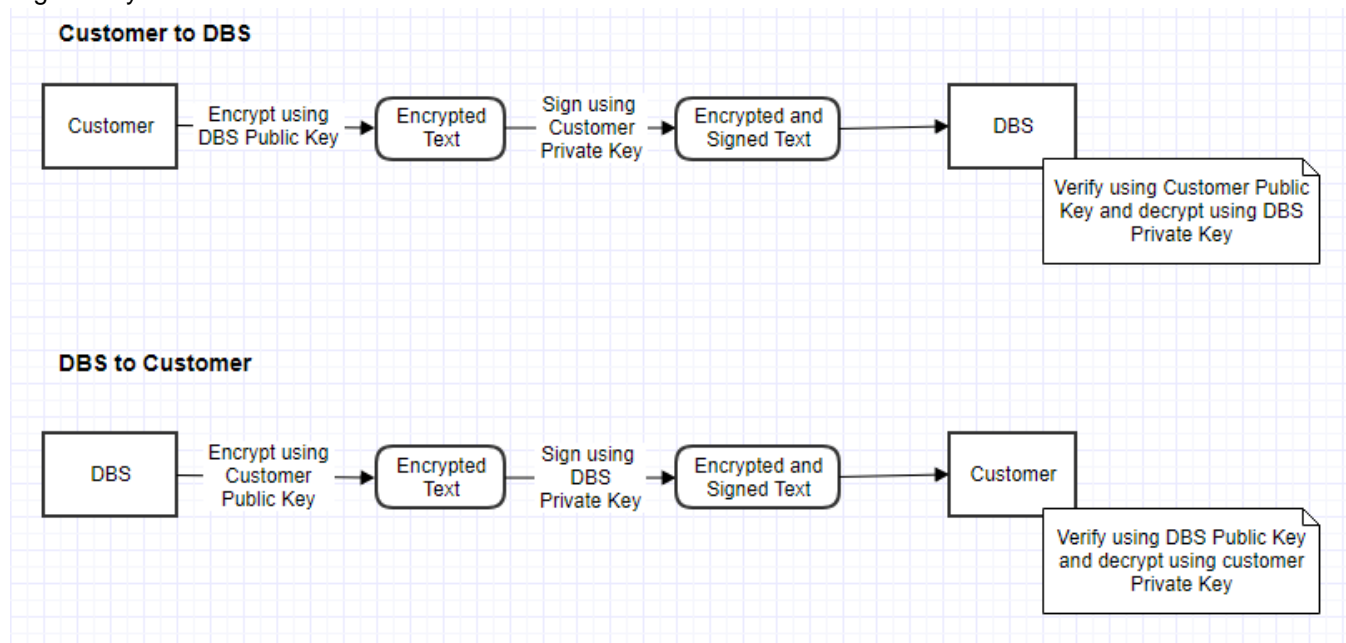 Customer to DBS
Customer
Encrypt using
DBS Public Key
Encrypted
Text
Sign using
Customer
Private Key
Encrypted and
Signed Text
DBS
Verify using Customer Public
Key and decrypt using DBS
Private Key
DBS to Customer
DBS
Encrypt using
Customer
Public Key
Encrypted
Text
Sign using
DBS
Private Key
Encrypted and
Signed Text
Customer
Verify using DBS Public Key
and decrypt using customer
Private Key